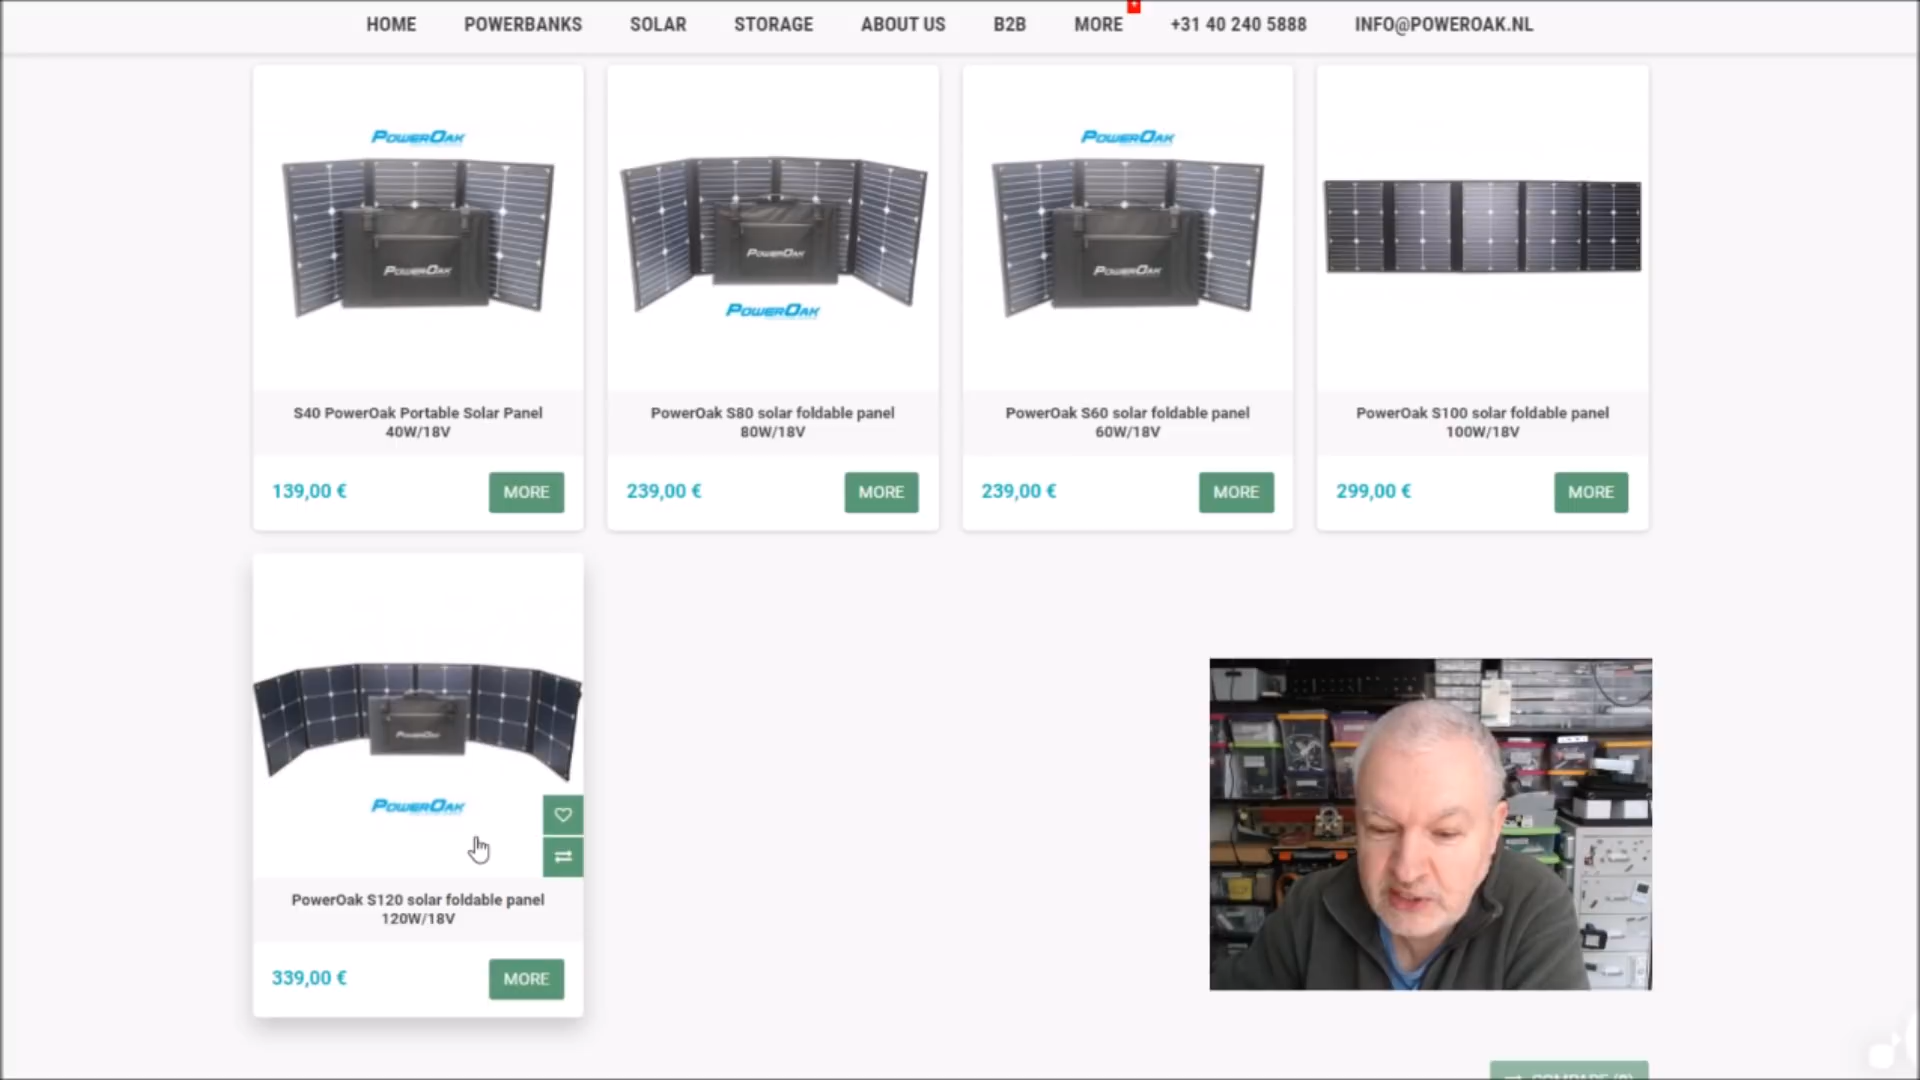 HOME POWERBANKS SOLAR STORAGE ABOUT US B2B MORE +31 40 240 5888 INFO@POWEROAK.NL
POWEROAK
POWEROAK
S40 PowerOak Portable Solar Panel
40W/18V
139,00 € MORE
POWEROAK
POWEROAK
PowerOak S80 solar foldable panel
80W/18V
239,00 € MORE
POWEROAK
POWEROAK
PowerOak S60 solar foldable panel
60W/18V
239,00 € MORE
PowerOak S100 solar foldable panel
100W/18V
299,00 € MORE
POWEROAK
POWEROAK
PowerOak S120 solar foldable panel
120W/18V
339,00 € MORE